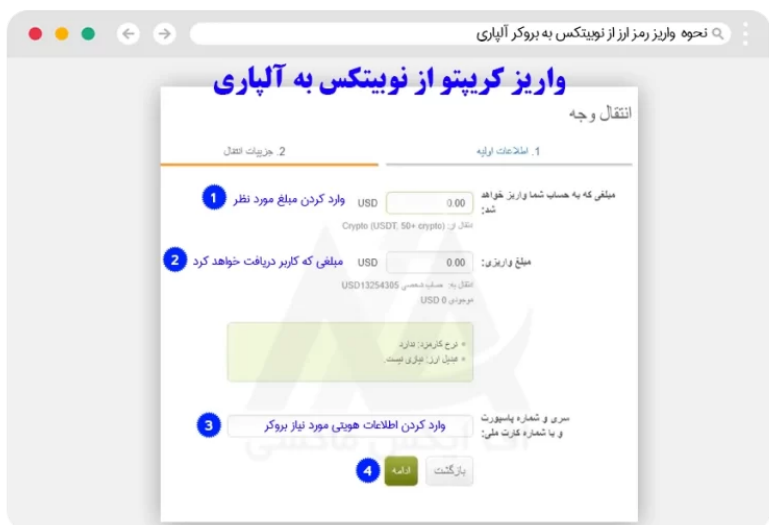 نحوه واریز رمز ارز از نوبیتکس به بروکر آلپاری
واریز کریپتو از نوبیتکس به آلپاری
انتقال وجه
1. اطلاعات اولیه
2. جزییات انتقال
مبلغی که به حساب شما واریز خواهد شد:
0.00 USD
وارد کردن مبلغ مورد نظر 1
انتقال از: Crypto (USDT, 50+ crypto)
مبلغ واریزی:
0.00 USD
مبلغی که کاربر دریافت خواهد کرد 2
انتقال به: حساب شخصی USD13254385
موجودی 0 USD
نرخ کارمزد: ندارد
تبدیل ارز: نیازی نیست.
سری و شماره پاسپورت
و یا شماره کارت ملی:
وارد کردن اطلاعات هویتی مورد نیاز بروکر 3
بازگشت
ادامه 4
اف ایکس ماکسی